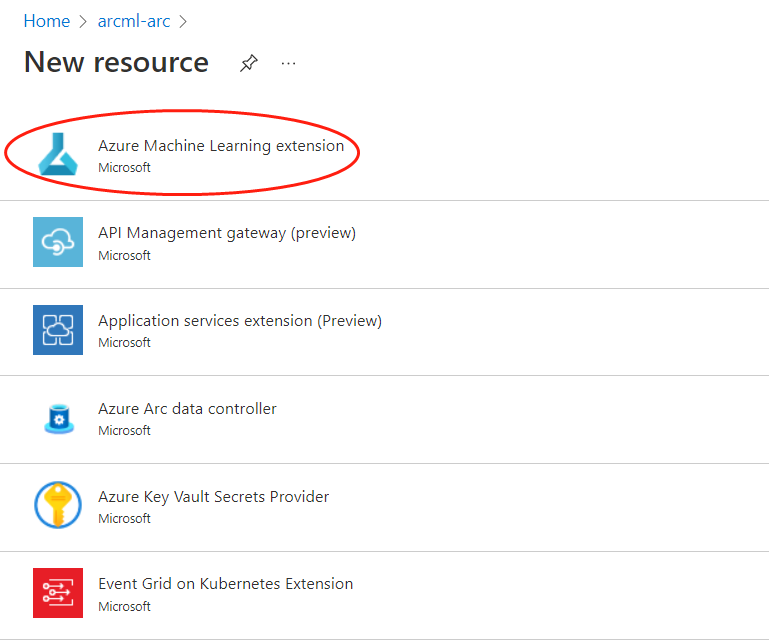 Home > arcml-arc >
New resource ...
Azure Machine Learning extension
Microsoft
API Management gateway (preview)
Microsoft
Application services extension (Preview)
Microsoft
Azure Arc data controller
Microsoft
Azure Key Vault Secrets Provider
Microsoft
Event Grid on Kubernetes Extension
Microsoft